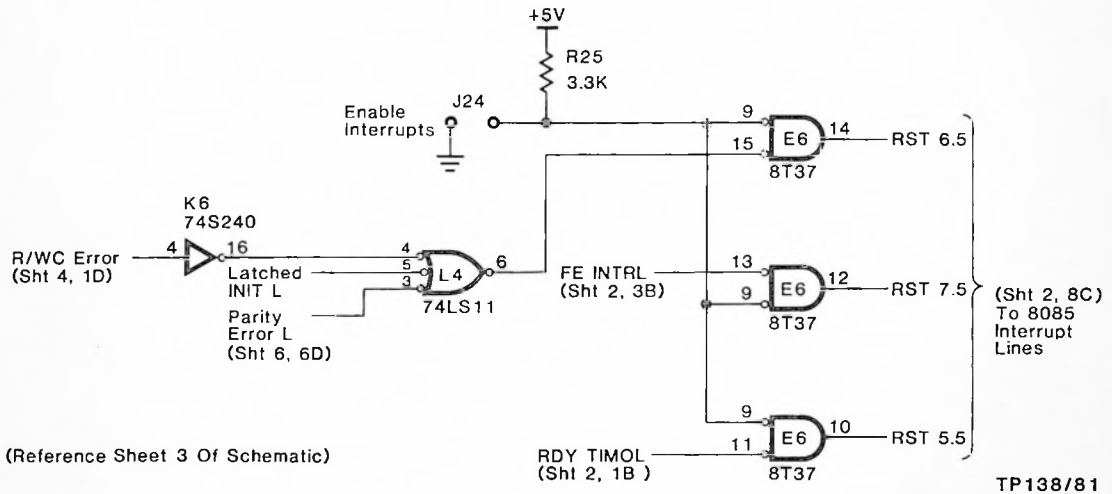 +5V
R25
3.3K
J24
Enable
Interrupts
9
15
E6
14
8T37
RST 6.5
K6
74S240
R/WC Error
(Sht 4, 1D)
4
16
Latched
INIT L
Parity
Error L
(Sht 6, 6D)
4
5
3
L4
6
74LS11
FE INTRL
(Sht 2, 3B)
13
9
E6
12
8T37
RST 7.5
(Sht 2, 8C)
To 8085
Interrupt
Lines
RDY TIMOL
(Sht 2, 1B )
9
11
E6
10
8T37
RST 5.5
(Reference Sheet 3 Of Schematic)
TP138/81